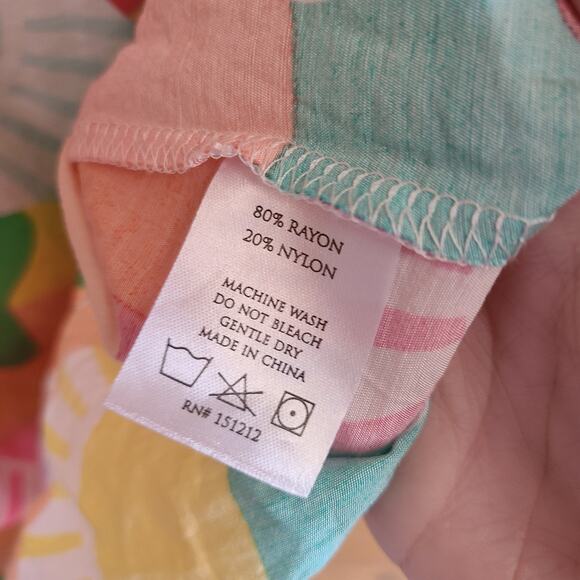 80% RAYON
20% NYLON
MACHINE WASH
DO NOT BLEACH
GENTLE DRY
MADE IN CHINA
RN# 151212